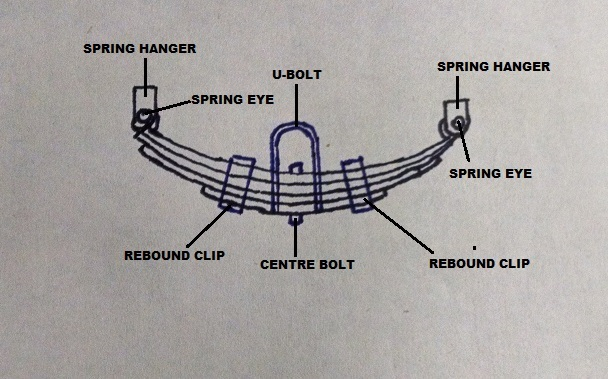 SPRING HANGER
U-BOLT
SPRING HANGER
SPRING EYE
SPRING EYE
REBOUND CLIP
CENTRE BOLT
REBOUND CLIP